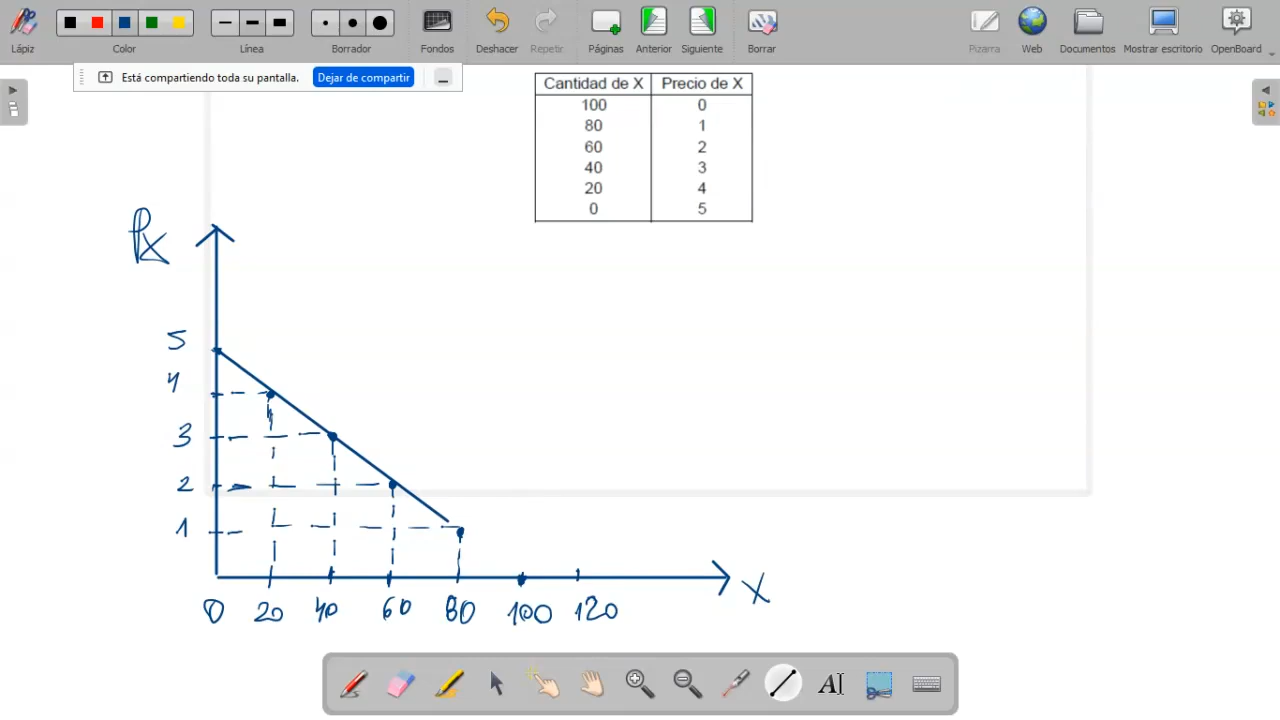 Lápiz Color Línea Borrador Fondos Deshacer Repetir Páginas Anterior Siguiente Borrar Pizarra Web Documentos Mostrar escritorio OpenBoard
Está compartiendo toda su pantalla. Dejar de compartir
Cantidad de X Precio de X
100 0
80 1
60 2
40 3
20 4
0 5
Px
5
4
3
2
1
0 20 40 60 80 100 120 X
AI